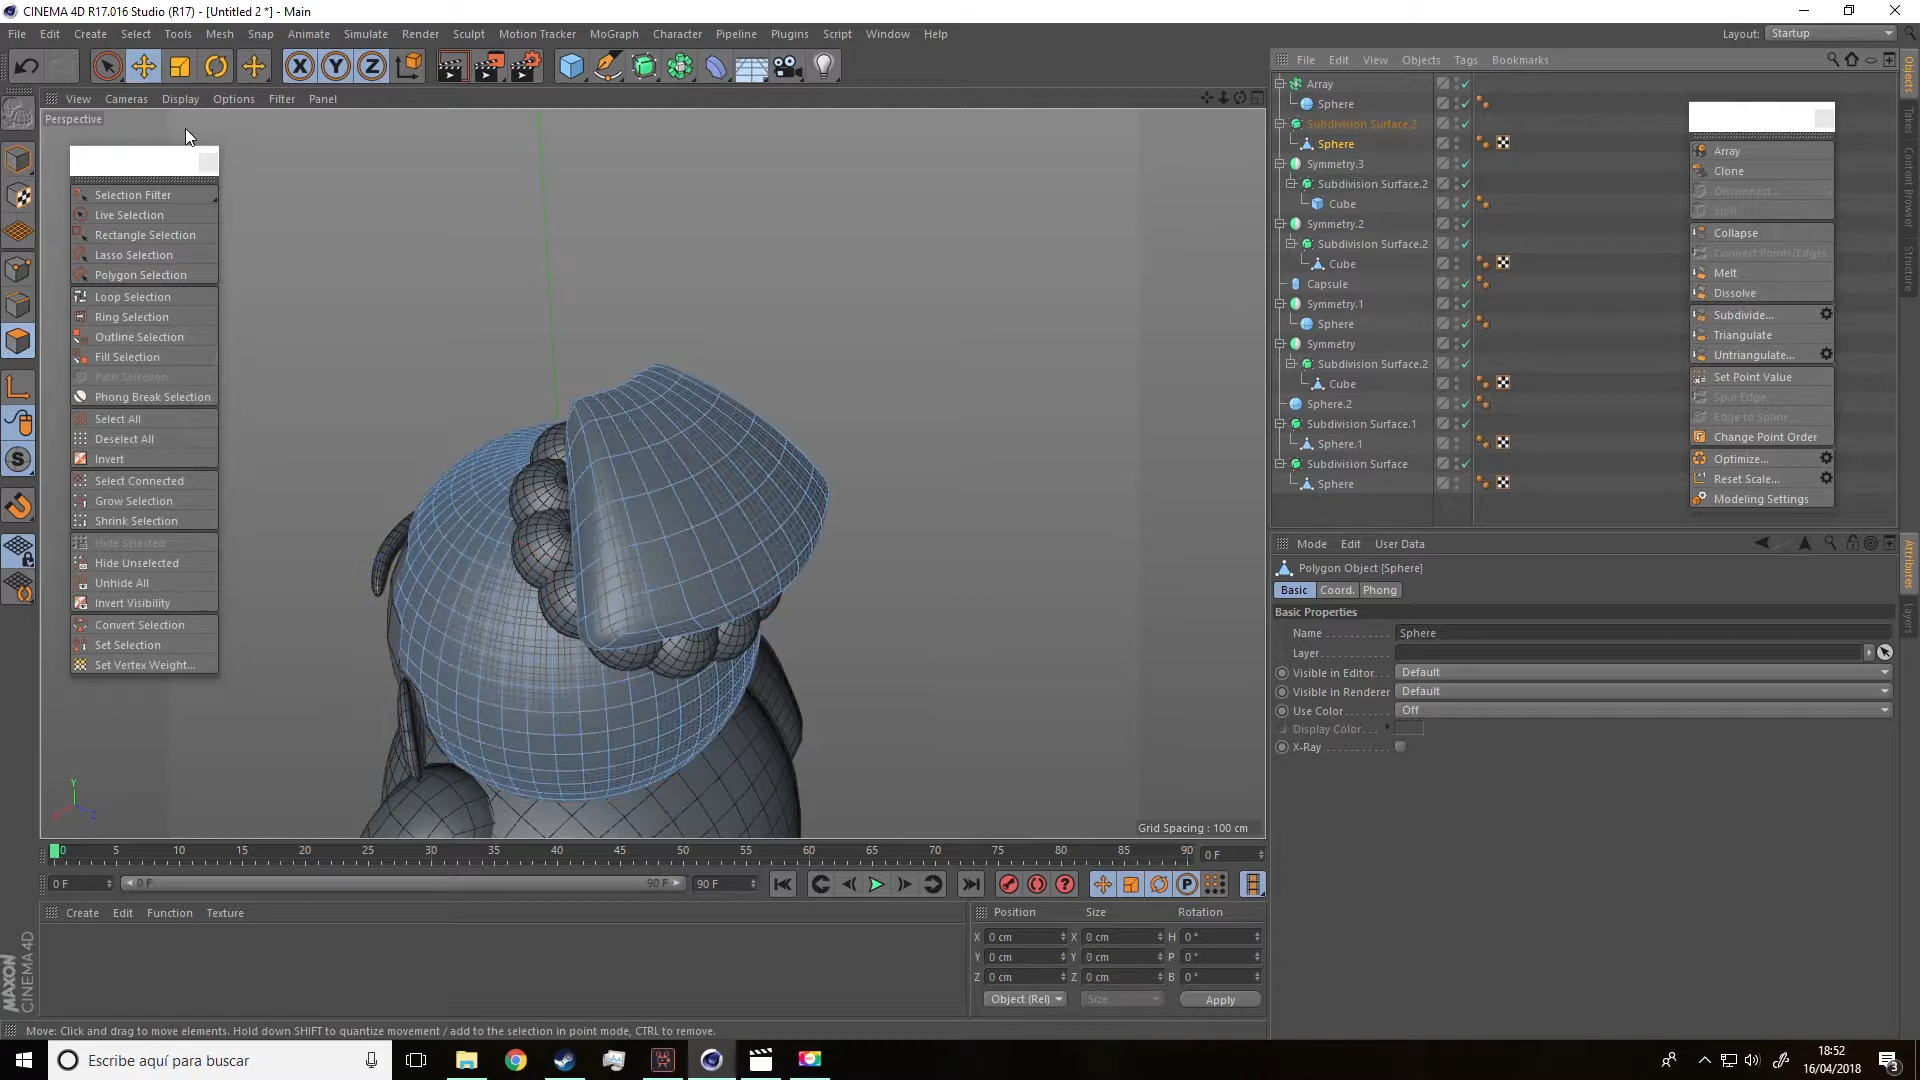 CINEMA 4D R17.016 Studio (R17) - [Untitled 2 *] - Main
File Edit Create Select Tools Mesh Snap Animate Simulate Render Sculpt Motion Tracker MoGraph Character Pipeline Plugins Script Window Help
Layout: Startup
View Cameras Display Options Filter Panel
Perspective
Selection Filter
Live Selection
Rectangle Selection
Lasso Selection
Polygon Selection
Loop Selection
Ring Selection
Outline Selection
Fill Selection
Path Selection
Phong Break Selection
Select All
Deselect All
Invert
Select Connected
Grow Selection
Shrink Selection
Hide Selected
Hide Unselected
Unhide All
Invert Visibility
Convert Selection
Set Selection
Set Vertex Weight...
Y
Z
Grid Spacing : 100 cm
File Edit View Objects Tags Bookmarks
Array
Sphere
Subdivision Surface.2
Sphere
Symmetry.3
Subdivision Surface.2
Cube
Symmetry.2
Subdivision Surface.2
Cube
Capsule
Symmetry.1
Sphere
Symmetry
Subdivision Surface.2
Cube
Sphere.2
Subdivision Surface.1
Sphere.1
Subdivision Surface
Sphere
Array
Clone
Disconnect...
Split
Collapse
Connect Points/Edges
Melt
Dissolve
Subdivide...
Triangulate
Untriangulate...
Set Point Value
Spin Edge
Edge to Spline
Change Point Order
Optimize...
Reset Scale...
Modeling Settings
Objects
Takes
Content Browser
Structure
Mode Edit User Data
Polygon Object [Sphere]
Basic Coord. Phong
Basic Properties
Name Sphere
Layer
Visible in Editor Default
Visible in Renderer Default
Use Color Off
Display Color
X-Ray
Attributes
Layers
0 5 10 15 20 25 30 35 40 45 50 55 60 65 70 75 80 85 90 0 F
0 F 0 F 90 F 90 F
Create Edit Function Texture
Position Size Rotation
X 0 cm X 0 cm H 0 °
Y 0 cm Y 0 cm P 0 °
Z 0 cm Z 0 cm B 0 °
Object (Rel) Size Apply
MAXON CINEMA 4D
Move: Click and drag to move elements. Hold down SHIFT to quantize movement / add to the selection in point mode, CTRL to remove.
Escribe aquí para buscar
18:52
16/04/2018
3